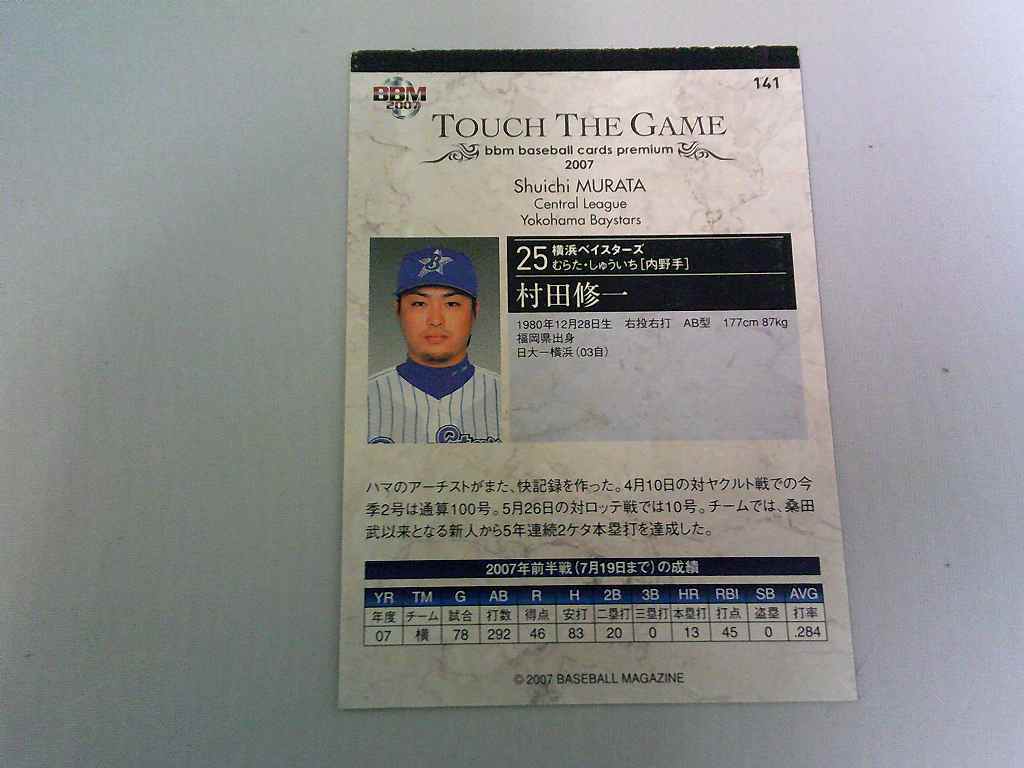 141
BBM
2007
TOUCH THE GAME
bbm baseball cards premium
2007
Shuichi MURATA
Central League
Yokohama Baystars
25 横浜ベイスターズ
むらた・しゅういち[内野手]
村田修一
1980年12月28日生 右投右打 AB型 177cm 87kg
福岡県出身
日大ー横浜(03自)
ハマのアーチストがまた、快記録を作った。4月10日の対ヤクルト戦での今
季2号は通算100号。5月26日の対ロッテ戦では10号。チームでは、桑田
武以来となる新人から5年連続2ケタ本塁打を達成した。
2007年前半戦(7月19日まで)の成績
YR TM G AB R H 2B 3B HR RBI SB AVG
年度 チーム 試合 打数 得点 安打 二塁打 三塁打 本塁打 打点 盗塁 打率
07 横 78 292 46 83 20 0 13 45 0 .284
© 2007 BASEBALL MAGAZINE